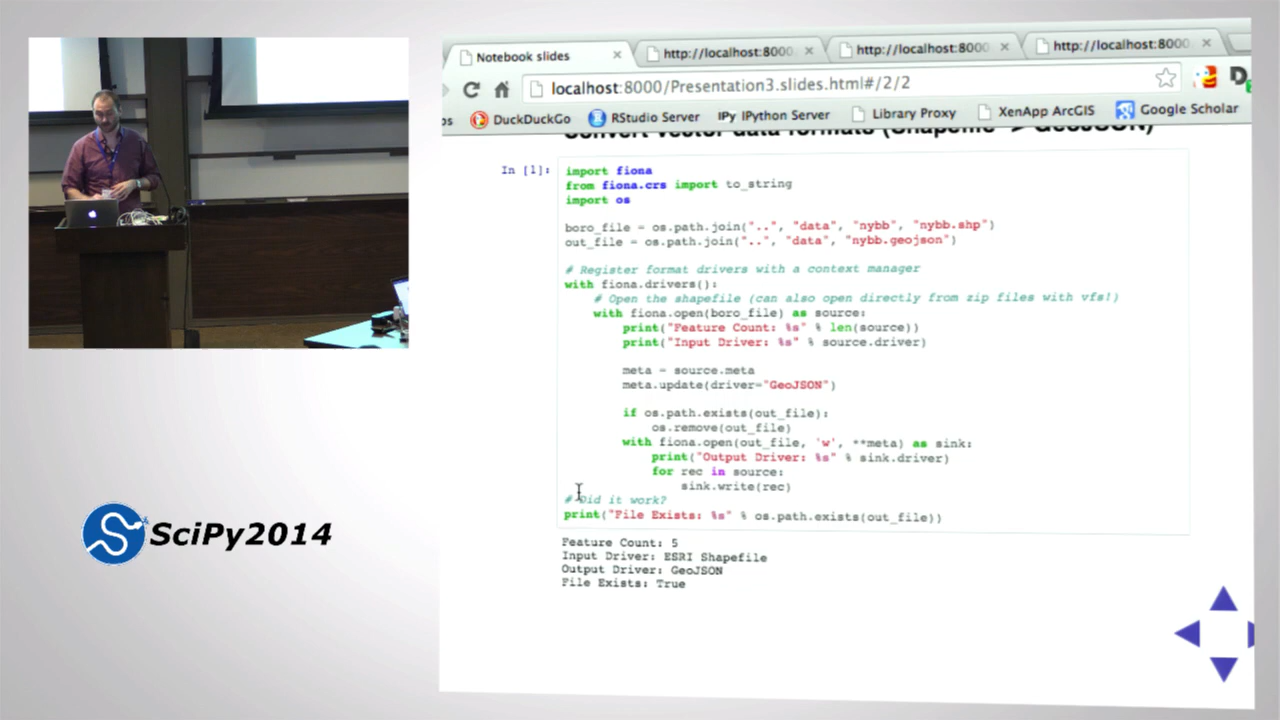 Notebook slides
http://localhost:8000
http://localhost:8000
http://localhost:8000
localhost:8000/Presentation3.slides.html#/2/2
DuckDuckGo RStudio Server IPy IPython Server Library Proxy XenApp ArcGIS Google Scholar
Convert vector data formats (Shapefile -> GeoJSON)
In [1]:
import fiona
from fiona.crs import to_string
import os
boro_file = os.path.join("..", "data", "nybb", "nybb.shp")
out_file = os.path.join("..", "data", "nybb.geojson")
# Register format drivers with a context manager
with fiona.drivers():
# Open the shapefile (can also open directly from zip files with vfs!)
with fiona.open(boro_file) as source:
print("Feature Count: %s" % len(source))
print("Input Driver: %s" % source.driver)
meta = source.meta
meta.update(driver="GeoJSON")
if os.path.exists(out_file):
os.remove(out_file)
with fiona.open(out_file, 'w', **meta) as sink:
print("Output Driver: %s" % sink.driver)
for rec in source:
sink.write(rec)
# Did it work?
print("File Exists: %s" % os.path.exists(out_file))
Feature Count: 5
Input Driver: ESRI Shapefile
Output Driver: GeoJSON
File Exists: True
SciPy2014